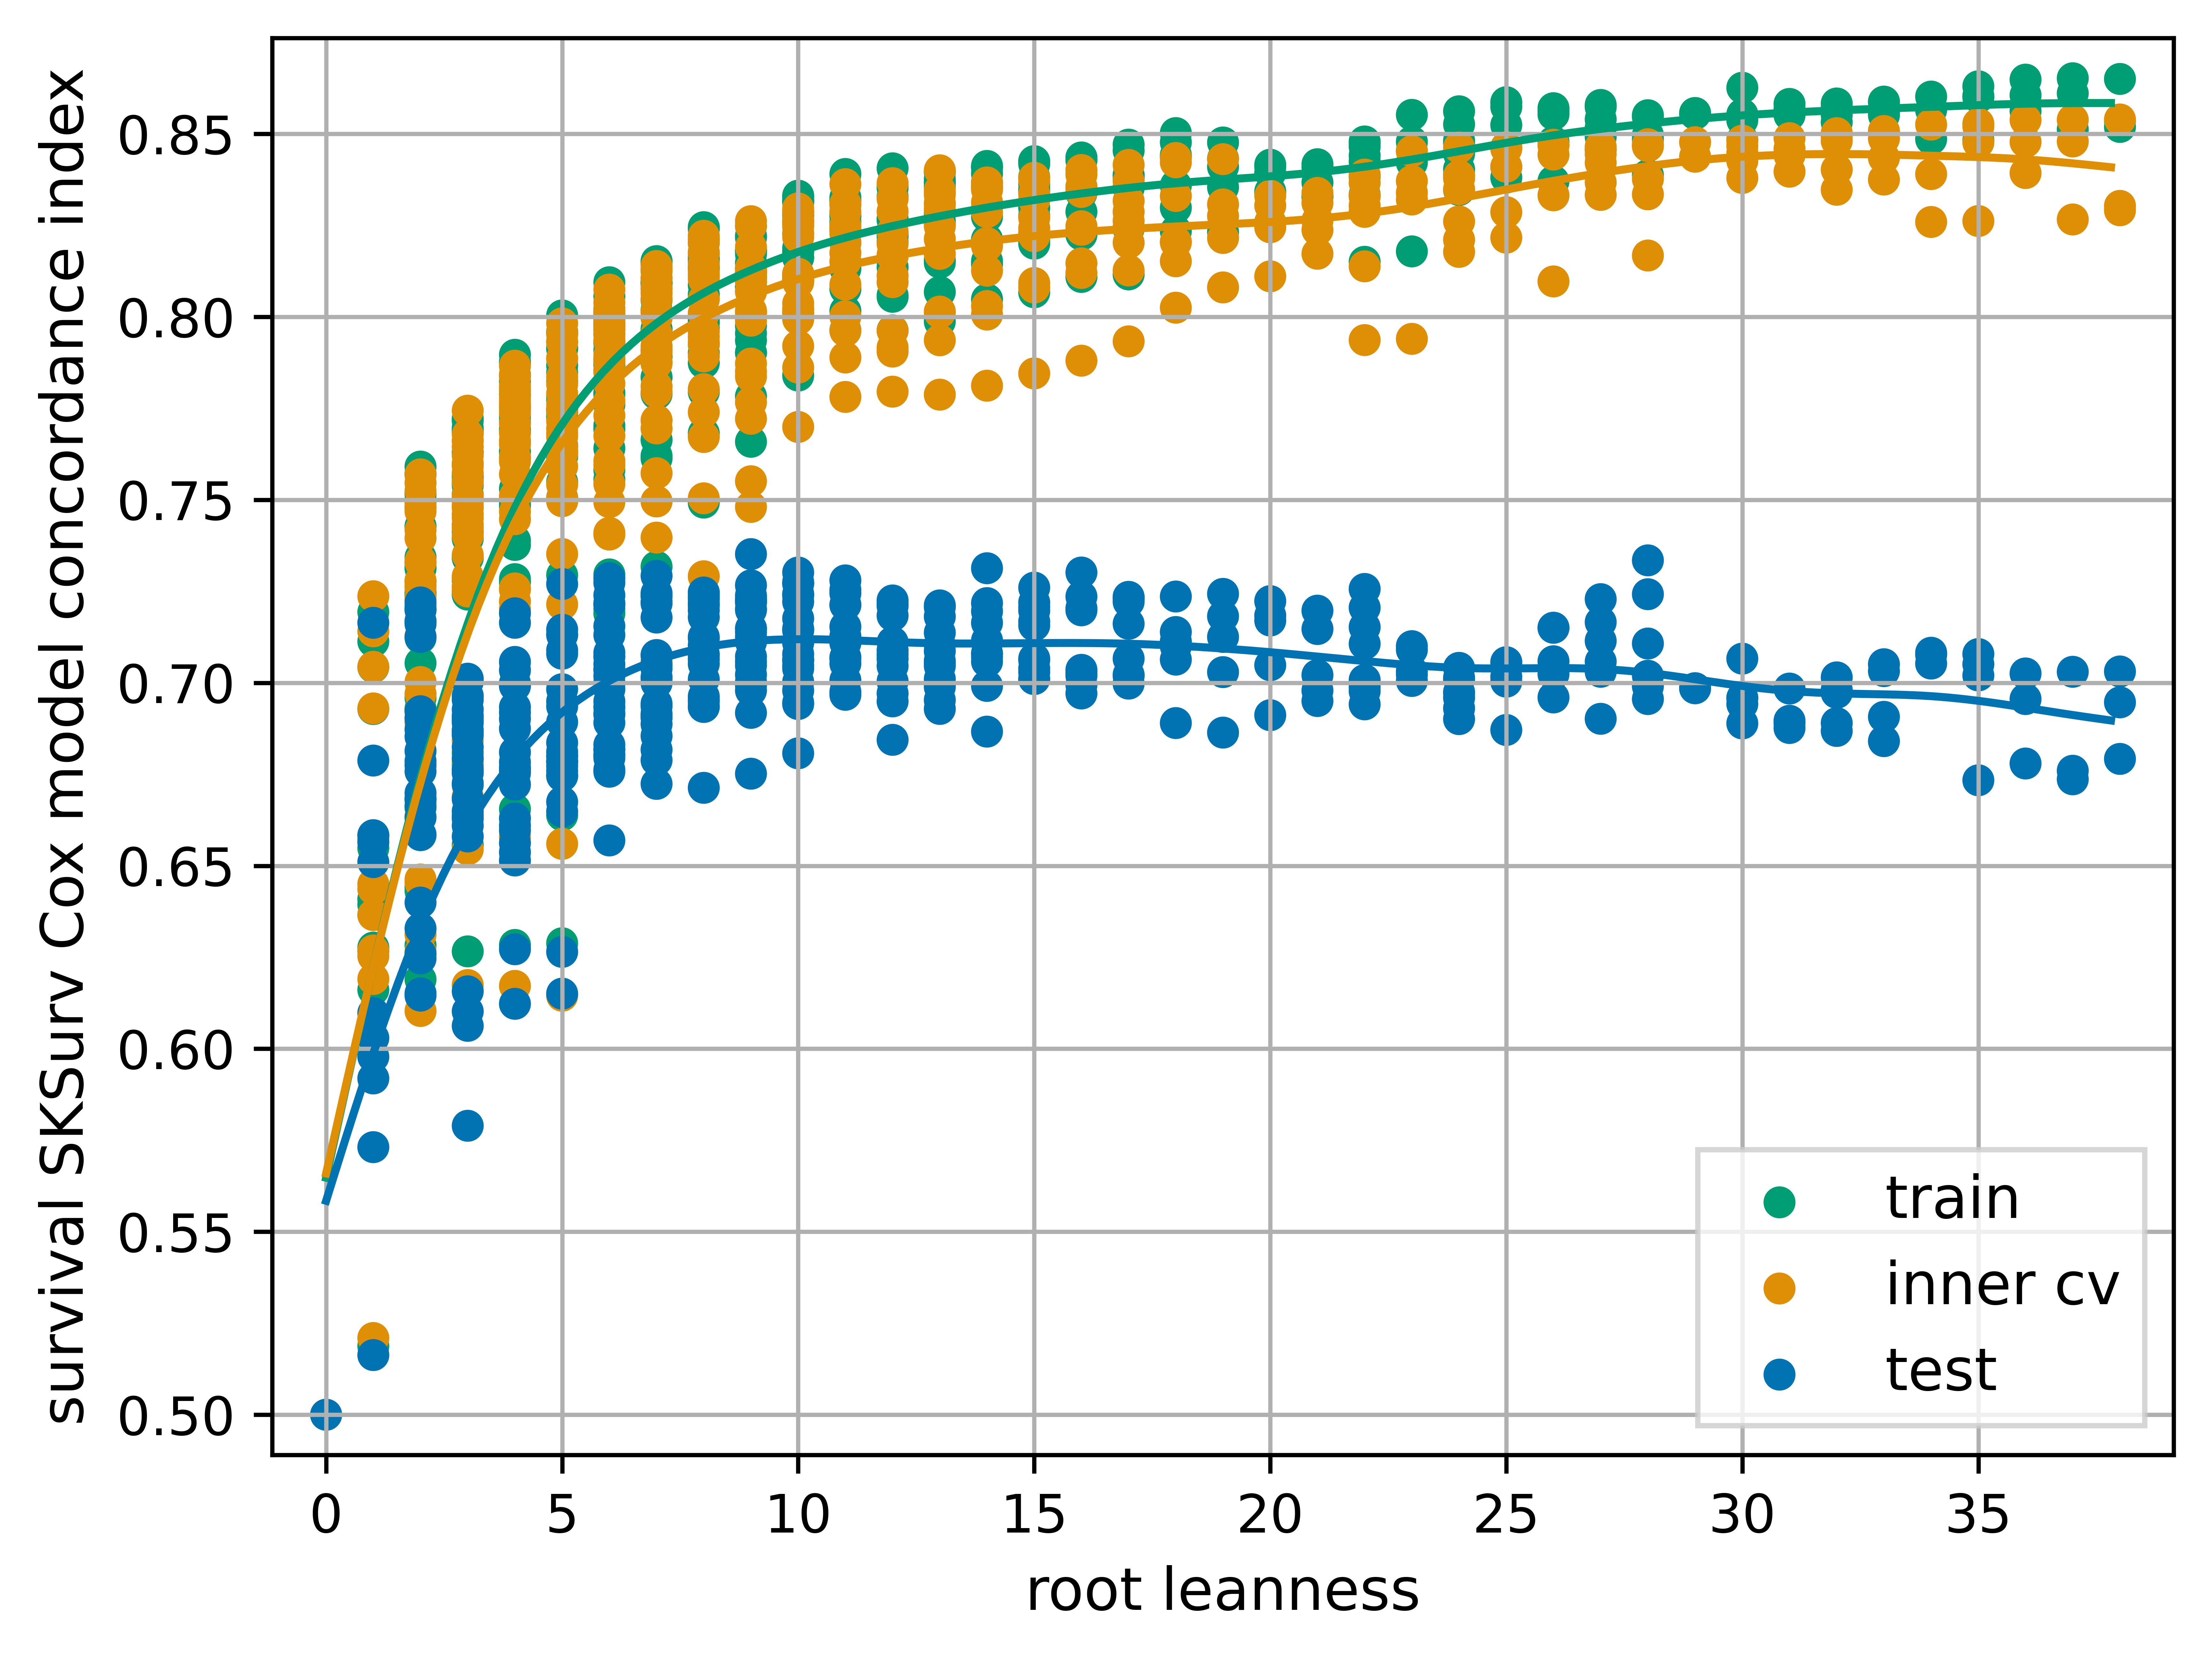 survival SKSurv Cox model concordance index
0.85
0.80
0.75
0.70
0.65
0.60
0.55
0.50
train
inner cv
test
0 5 10 15 20 25 30 35
root leanness